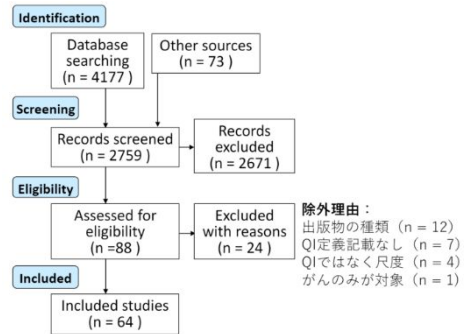 Identification
Database
searching
(n = 4177)
Other sources
(n = 73 )
Screening
Records screened
(n = 2759 )
Records
excluded
(n = 2671)
Eligibility
Assessed for
eligibility
(n =88 )
Excluded
with reasons
(n = 24 )
除外理由：
出版物の種類（n = 12）
QI定義記載なし（n = 7）
QIではなく尺度（n = 4）
がんのみが対象（n = 1）
Included
Included studies
(n = 64 )